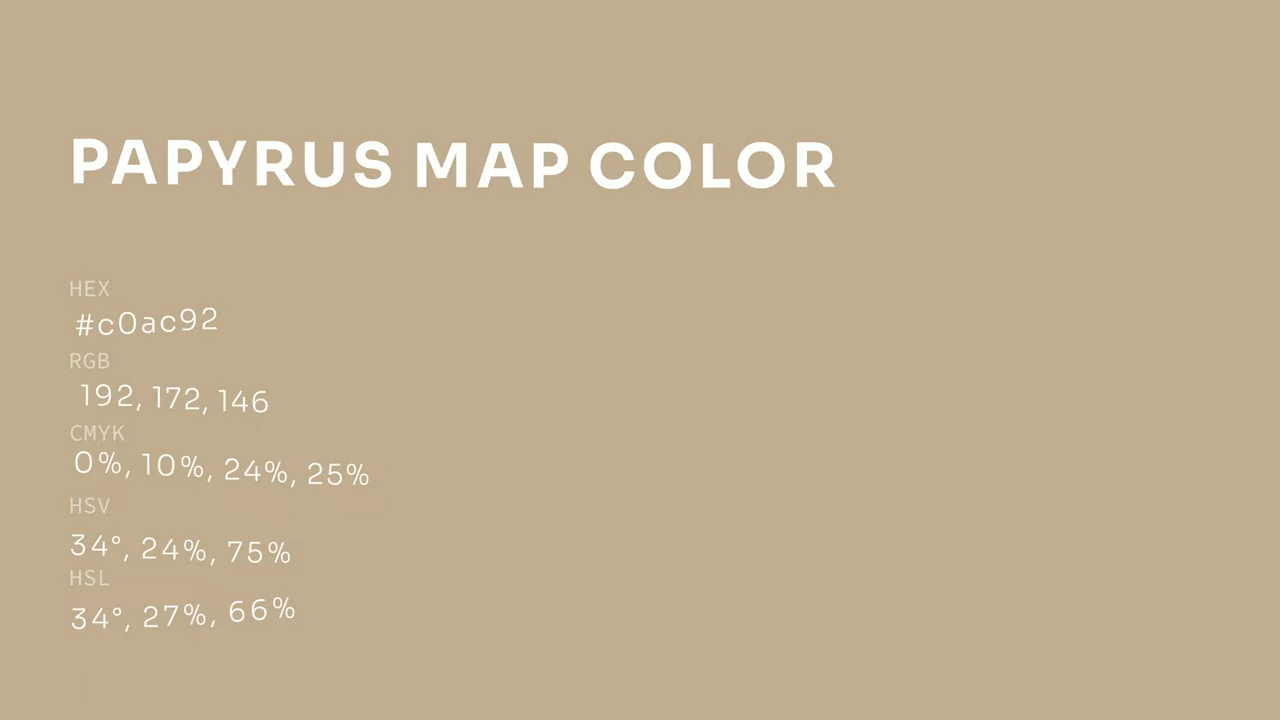 PAPYRUS MAP COLOR
HEX
#c0ac92
RGB
192, 172, 146
CMYK
0%, 10%, 24%, 25%
HSV
34°, 24%, 75%
HSL
34°, 27%, 66%